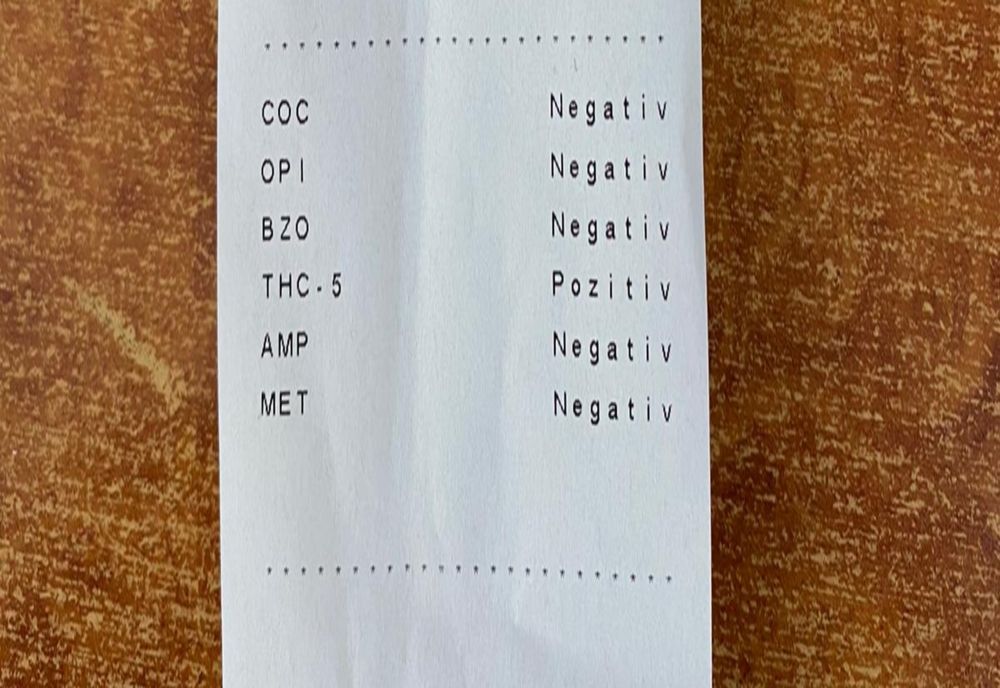 ........................
COC Negativ
OPI Negativ
BZO Negativ
THC-5 Pozitiv
AMP Negativ
MET Negativ
........................